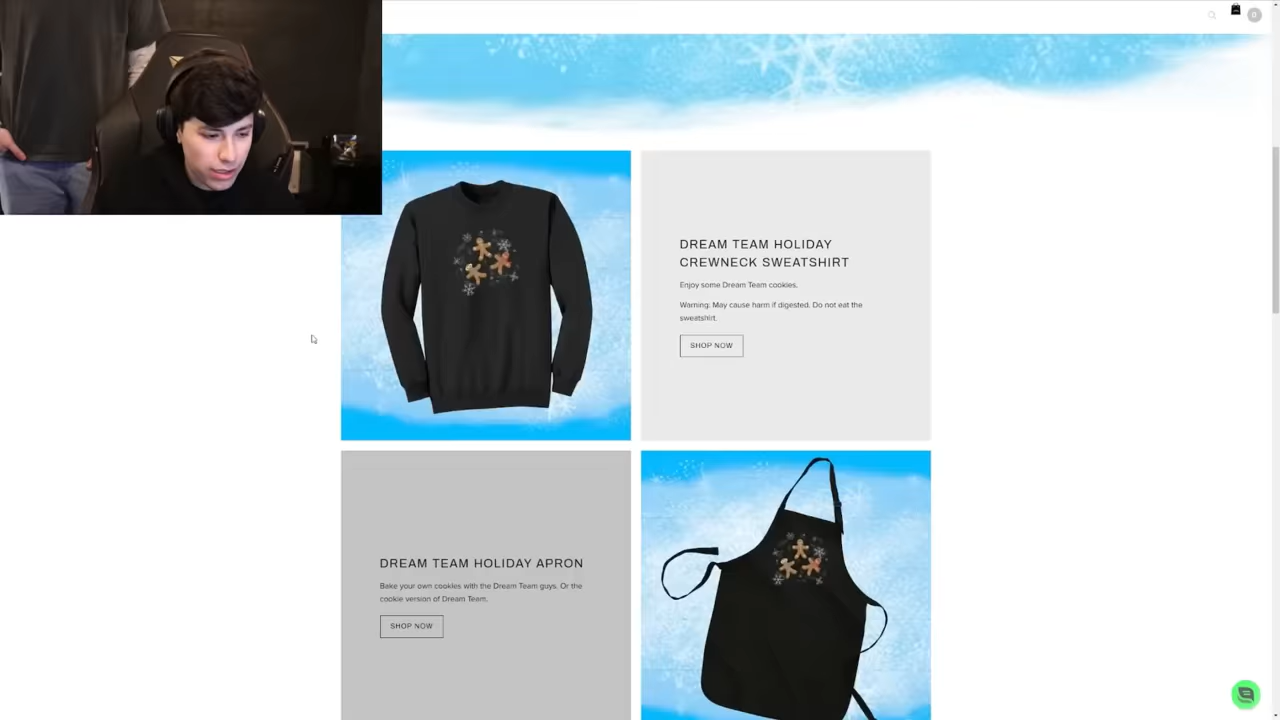 0
DREAM TEAM HOLIDAY
CREWNECK SWEATSHIRT
Enjoy some Dream Team cookies.
Warning. May cause harm if digested. Do not eat the
sweatshirt.
SHOP NOW
DREAM TEAM HOLIDAY APRON
Bake your own cookies with the Dream Team guys. Or the
cookie version of Dream Team.
SHOP NOW